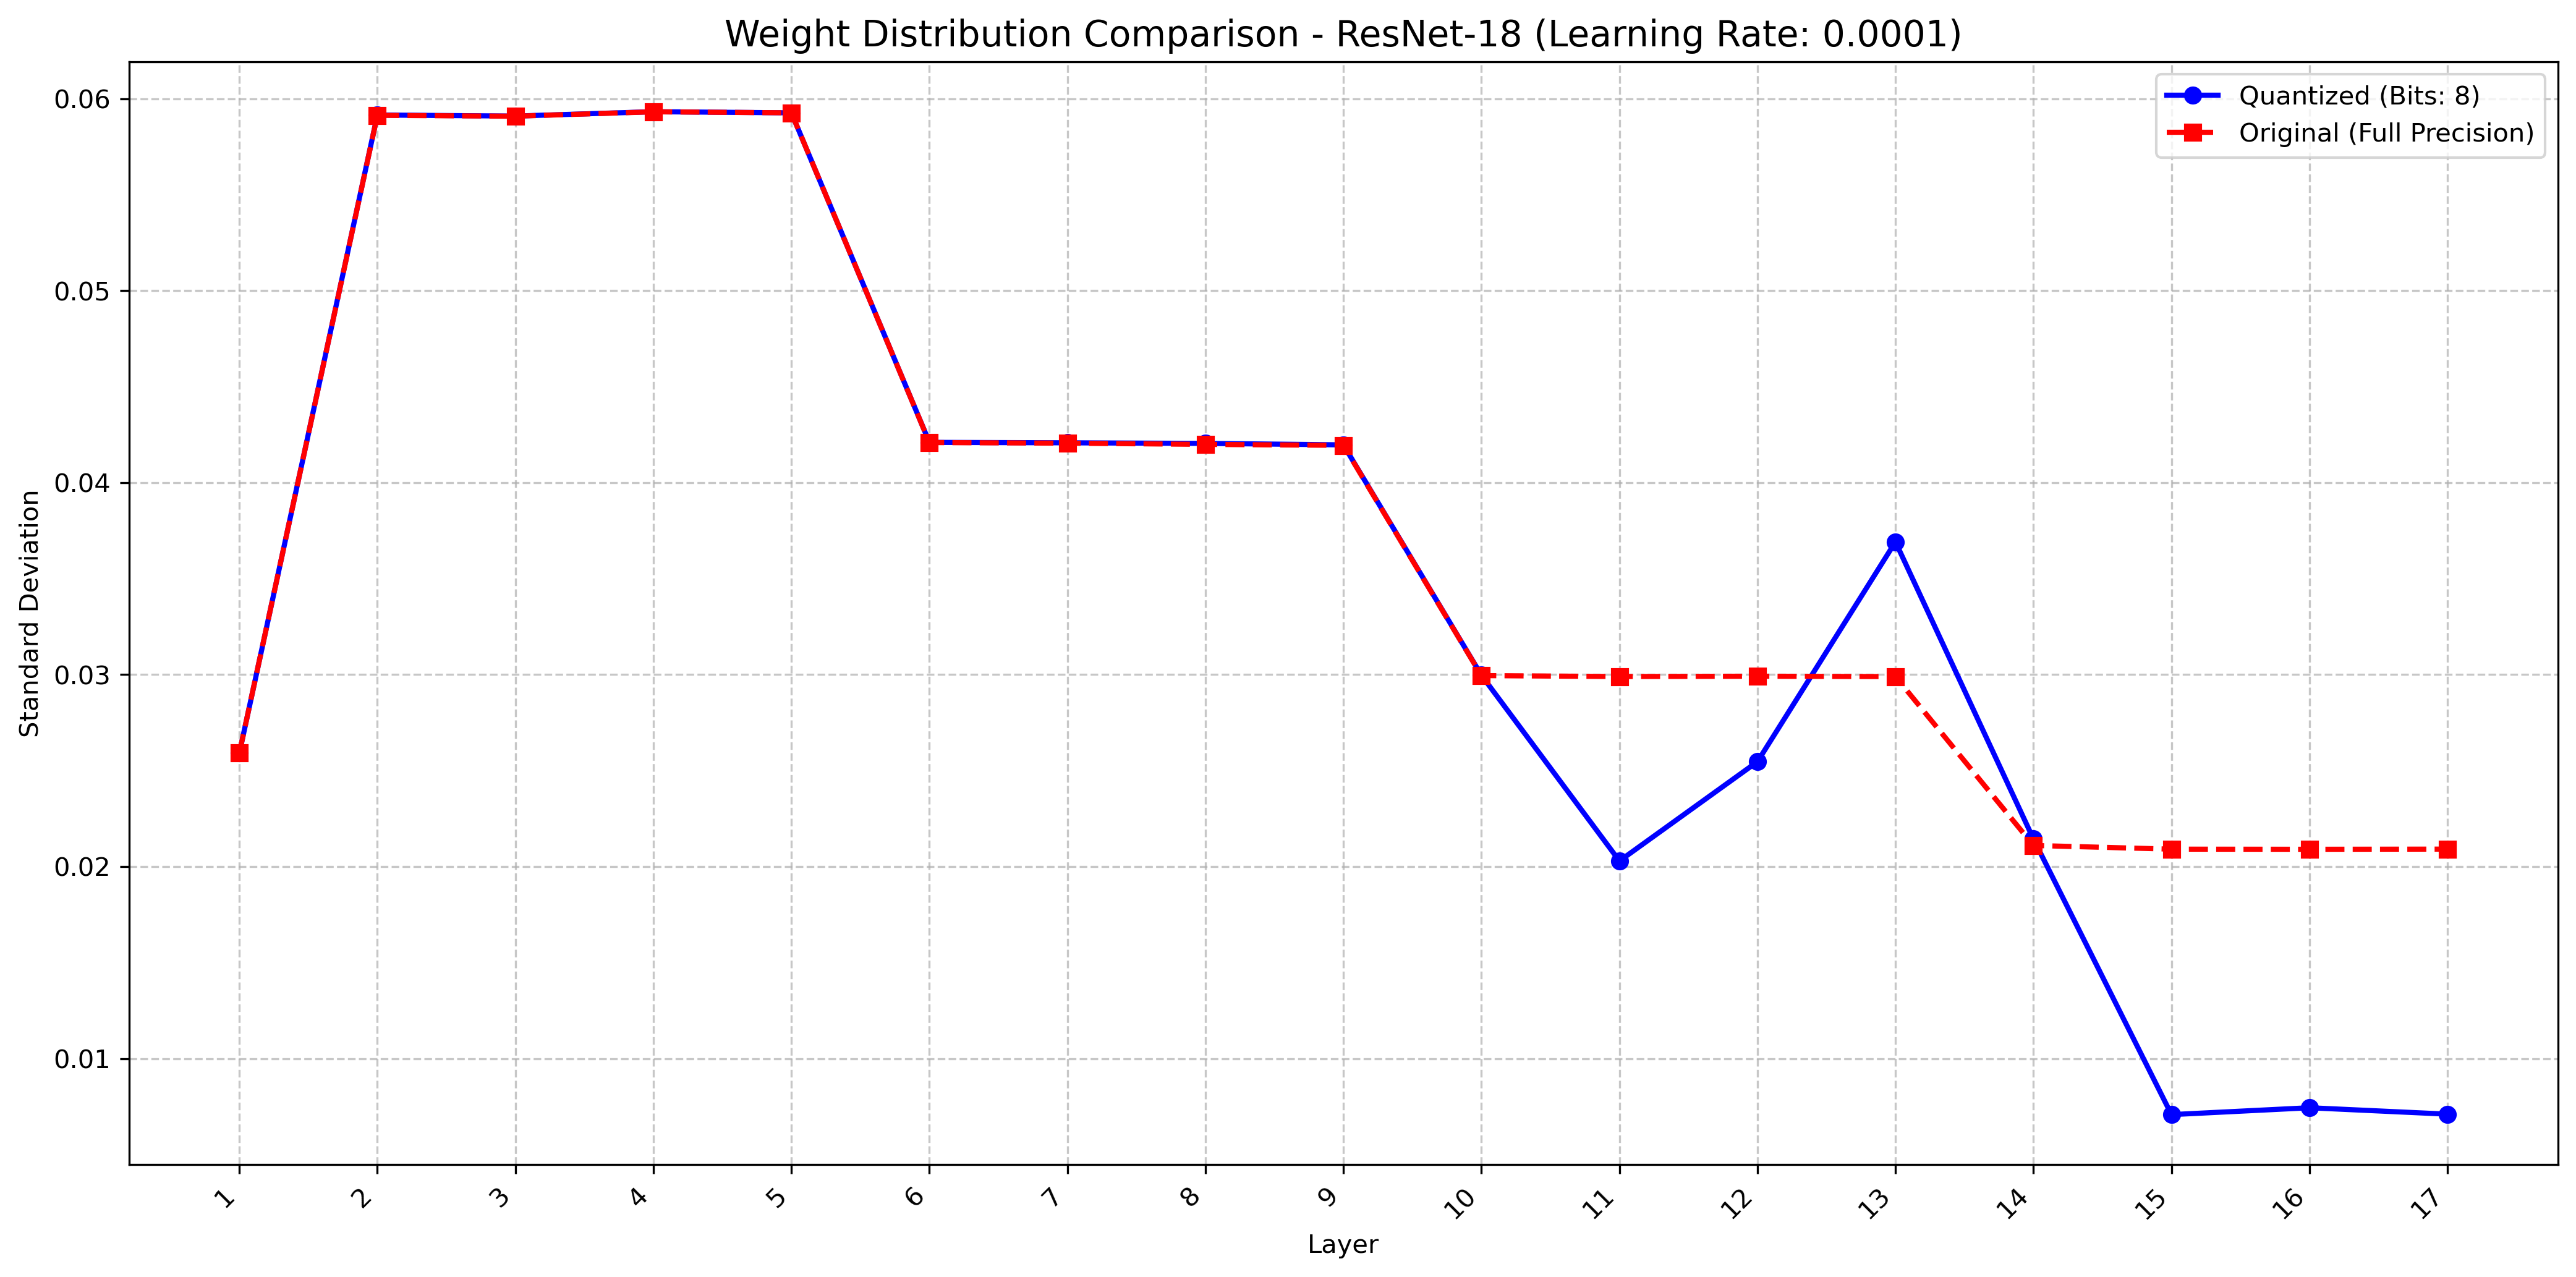 Weight Distribution Comparison - ResNet-18 (Learning Rate: 0.0001)
Quantized (Bits: 8)
Original (Full Precision)
0.06
0.05
0.04
0.03
0.02
0.01
Standard Deviation
1 2 3 4 5 6 7 8 9 10 11 12 13 14 15 16 17
Layer